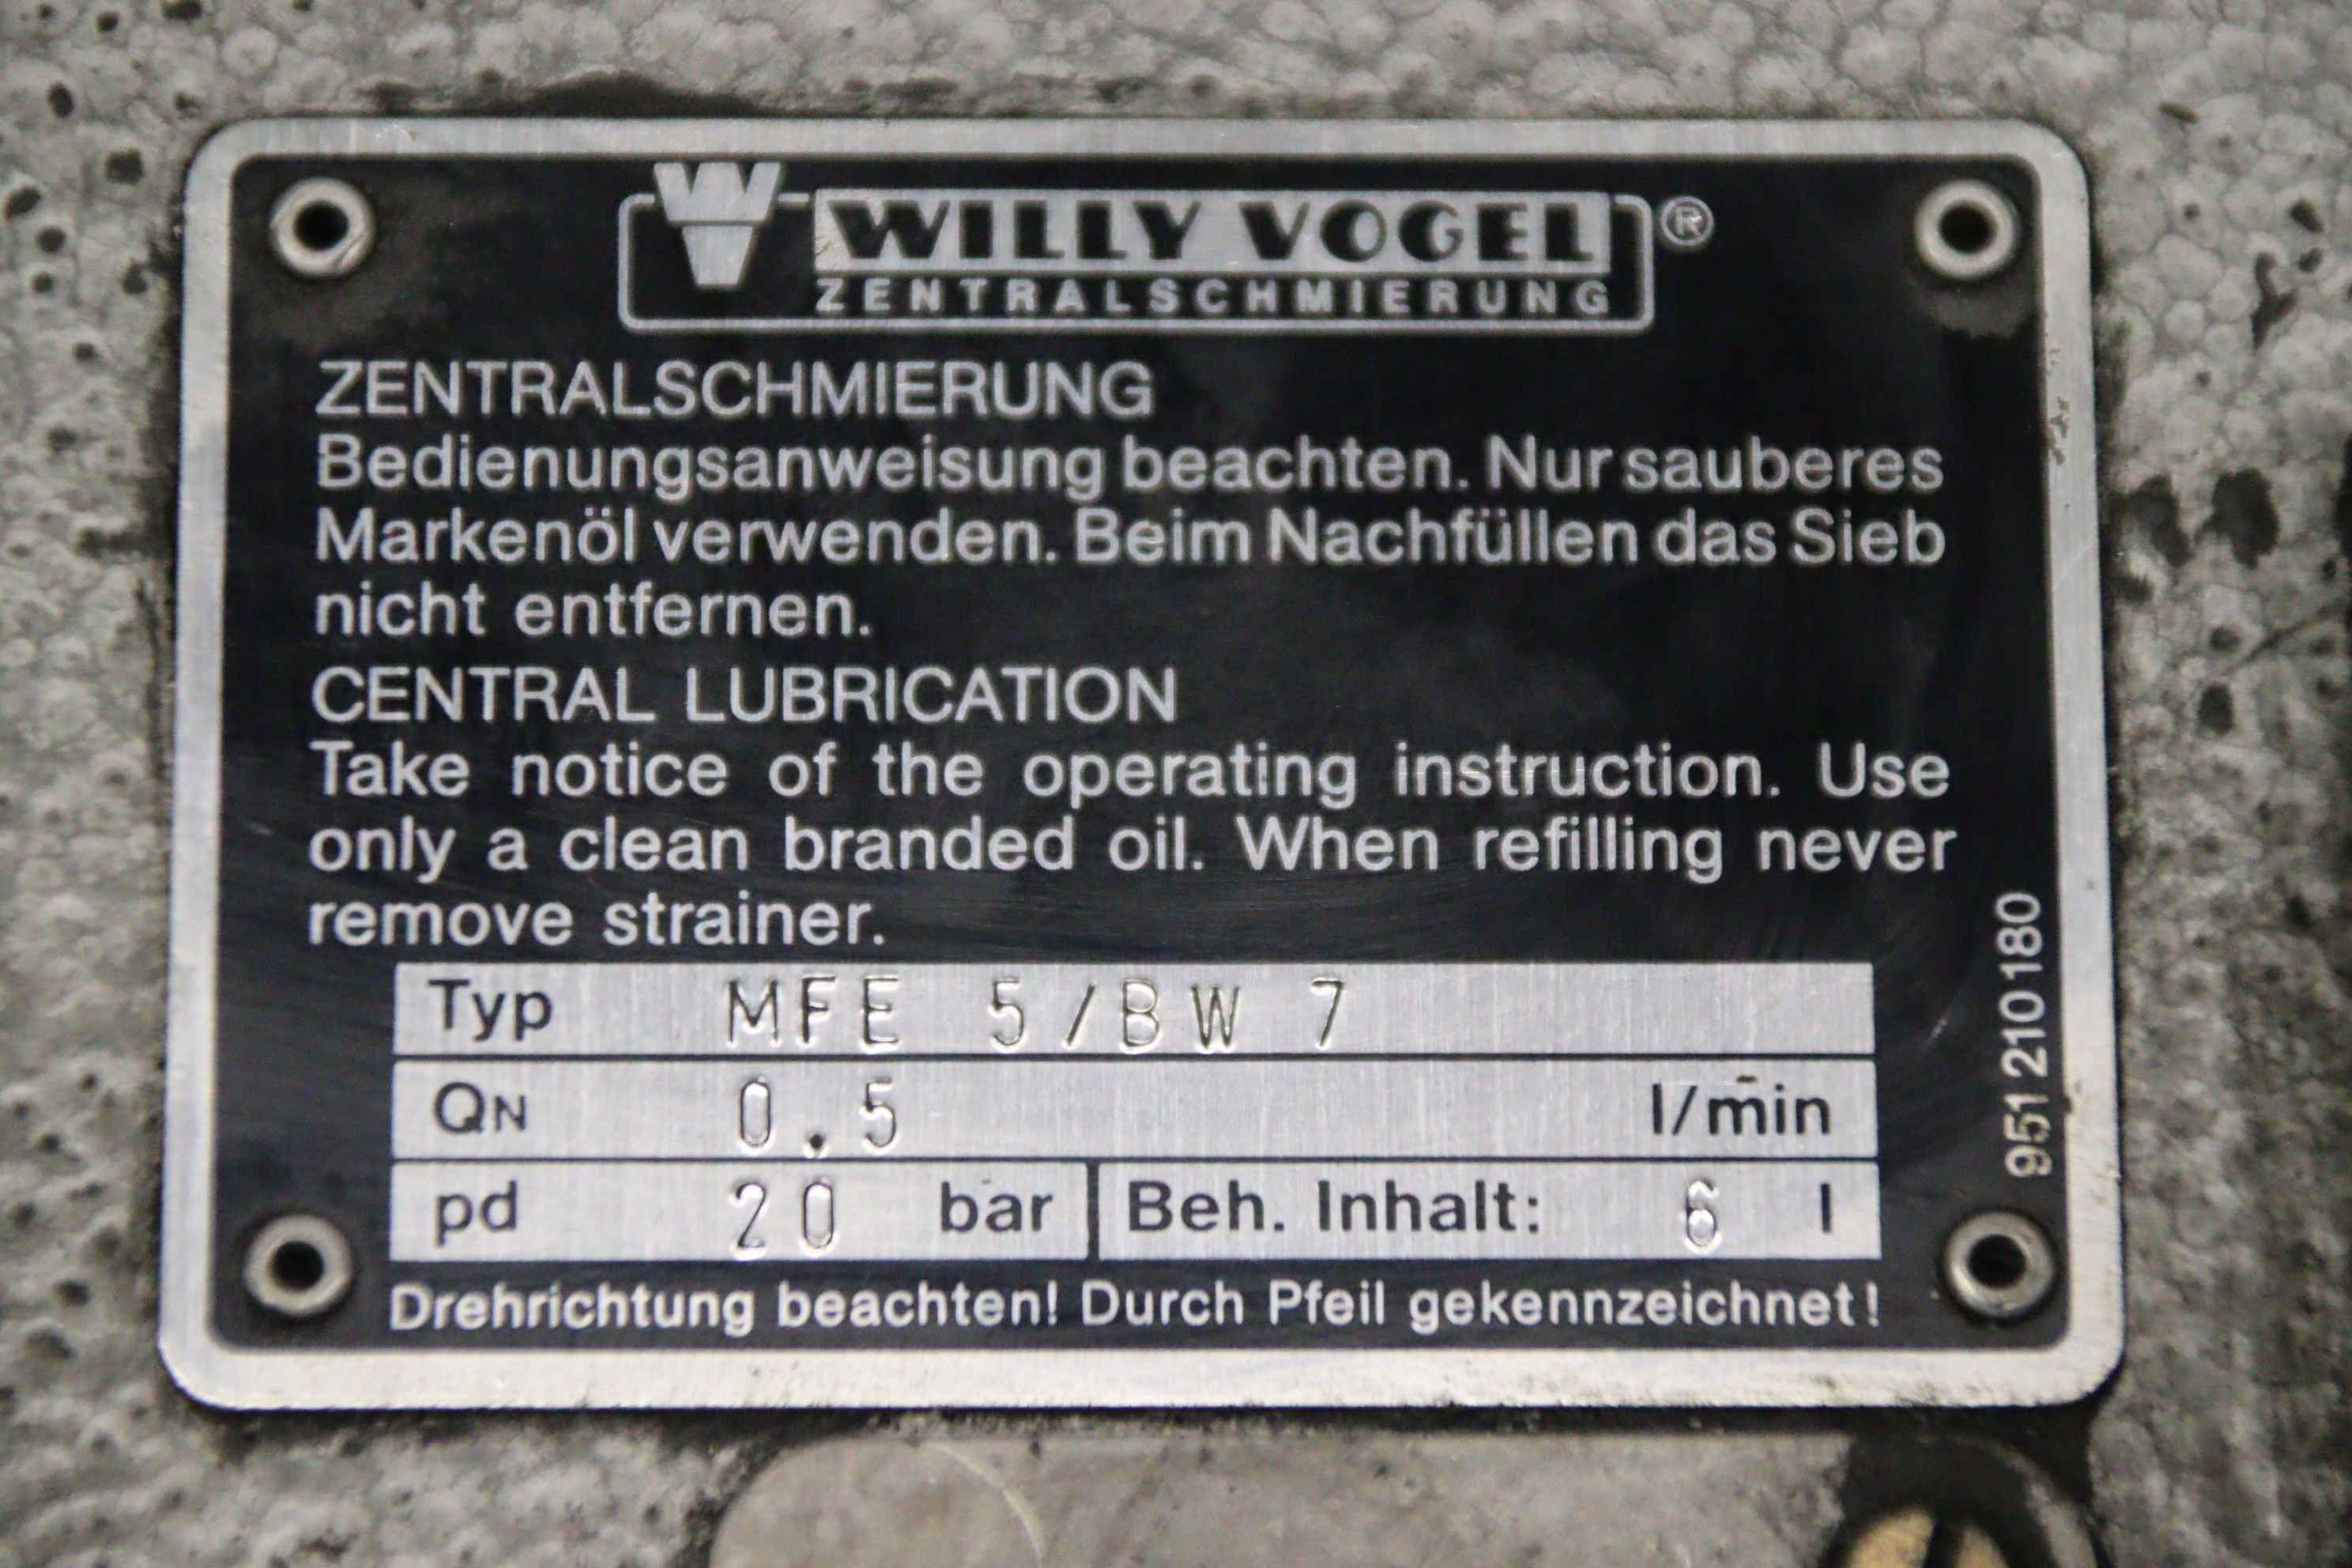 WILLY VOGEL ®
ZENTRALSCHMIERUNG
ZENTRALSCHMIERUNG
Bedienungsanweisung beachten. Nur sauberes
Markenöl verwenden. Beim Nachfüllen das Sieb
nicht entfernen.
CENTRAL LUBRICATION
Take notice of the operating instruction. Use
only a clean branded oil. When refilling never
remove strainer.
Typ MFE 5/BW 7
QN 0.5 l/min
pd 20 bar Beh. Inhalt: 6 l
Drehrichtung beachten! Durch Pfeil gekennzeichnet!
951 210 180